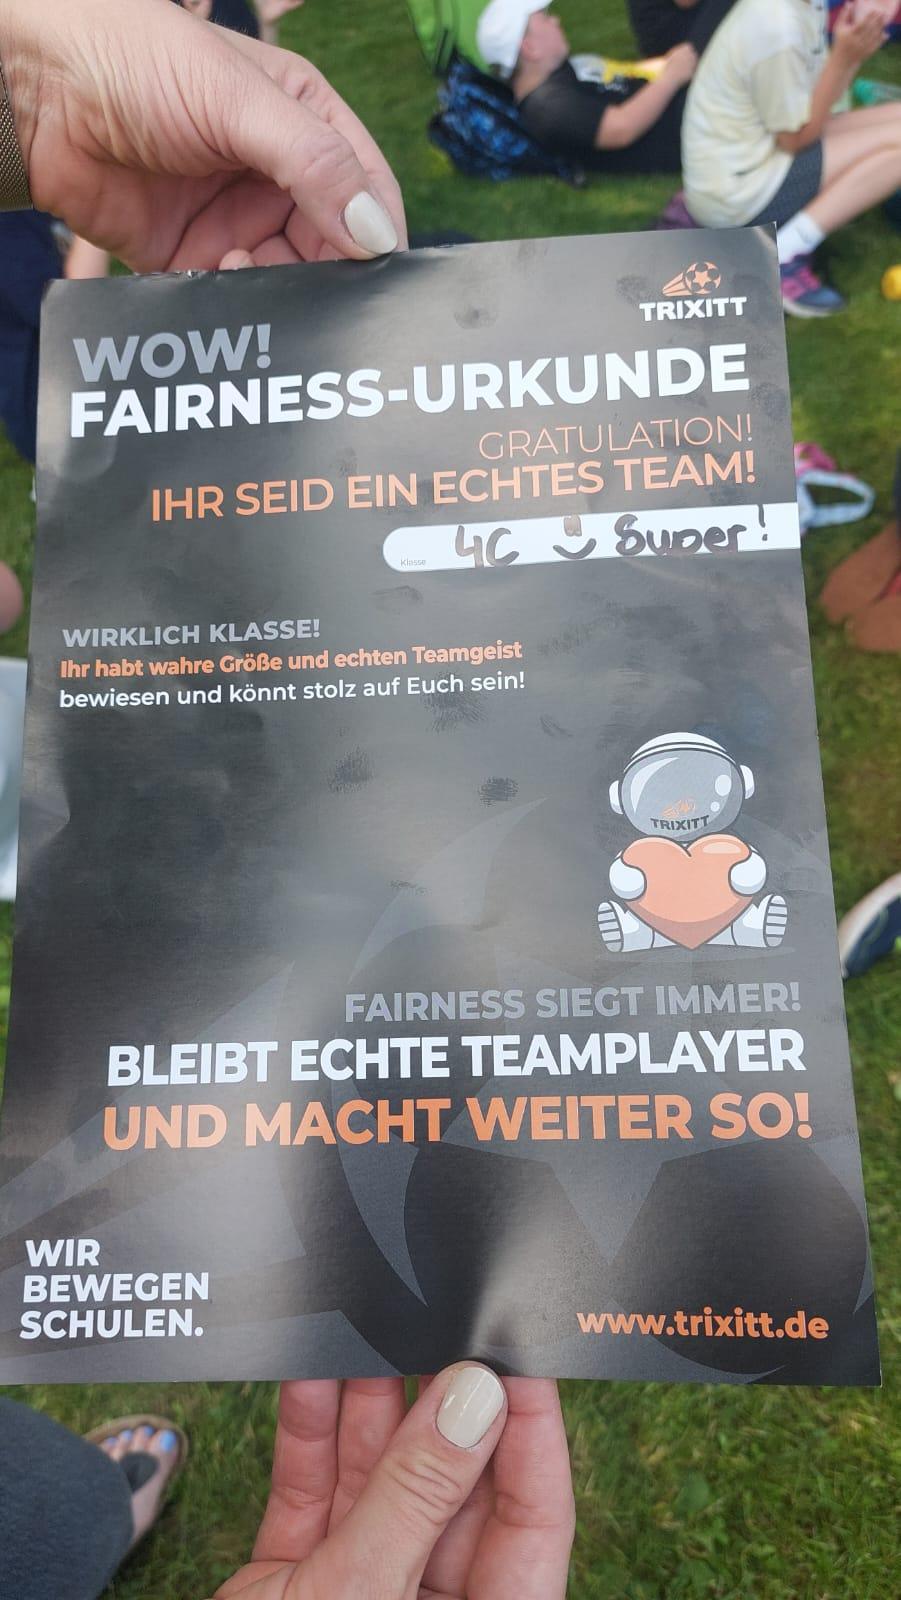 TRIXITT
WOW!
FAIRNESS-URKUNDE
GRATULATION!
IHR SEID EIN ECHTES TEAM!
Klasse 4C Super!
WIRKLICH KLASSE!
Ihr habt wahre Größe und echten Teamgeist
bewiesen und könnt stolz auf Euch sein!
TRIXITT
FAIRNESS SIEGT IMMER!
BLEIBT ECHTE TEAMPLAYER
UND MACHT WEITER SO!
WIR
BEWEGEN
SCHULEN.
www.trixitt.de